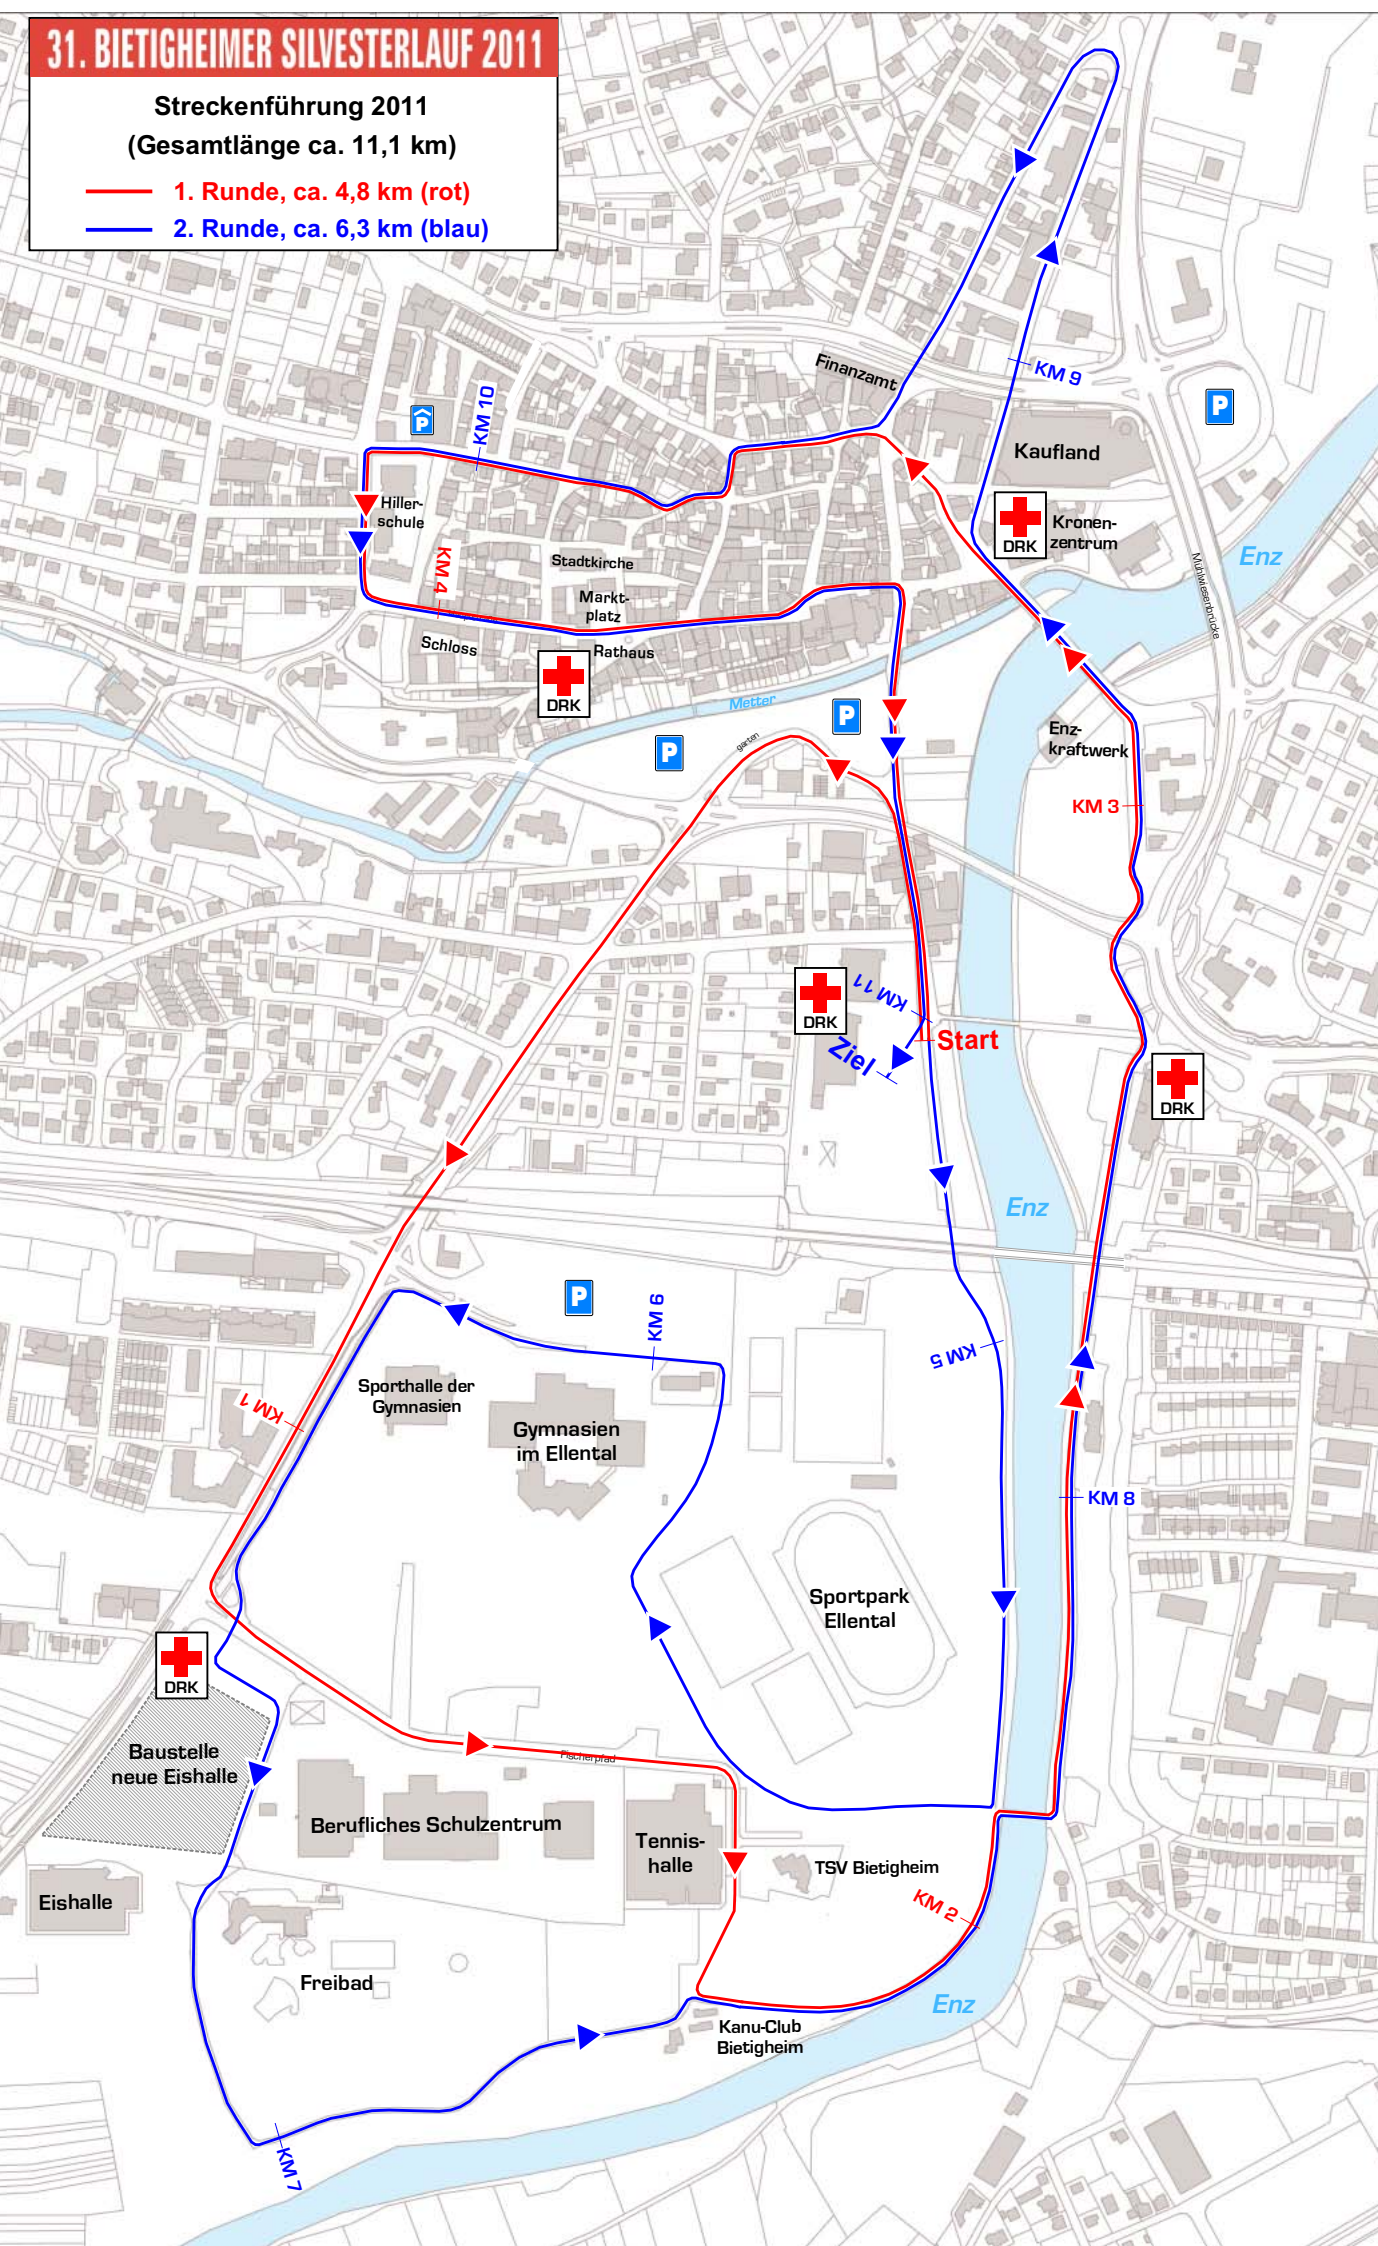 31. BIETIGHEIMER SILVESTERLAUF 2011
Streckenführung 2011
(Gesamtlänge ca. 11,1 km)
1. Runde, ca. 4,8 km (rot)
2. Runde, ca. 6,3 km (blau)
Finanzamt
KM 9
P
P
KM 10
Kaufland
Hiller-
schule
DRK
Kronen-
zentrum
Enz
Mühlwiesenbrücke
KM 4
Stadtkirche
Markt-
platz
Schloss
Rathaus
DRK
Metter
P
P
garten
Enz-
kraftwerk
KM 3
DRK
KM 11
Start
Ziel
DRK
Enz
P
KM 6
KM 5
Sporthalle der
Gymnasien
KM 1
Gymnasien
im Ellental
KM 8
Sportpark
Ellental
DRK
Baustelle
neue Eishalle
Fischerpfad
Berufliches Schulzentrum
Tennis-
halle
TSV Bietigheim
Eishalle
KM 2
Freibad
Enz
Kanu-Club
Bietigheim
KM 7